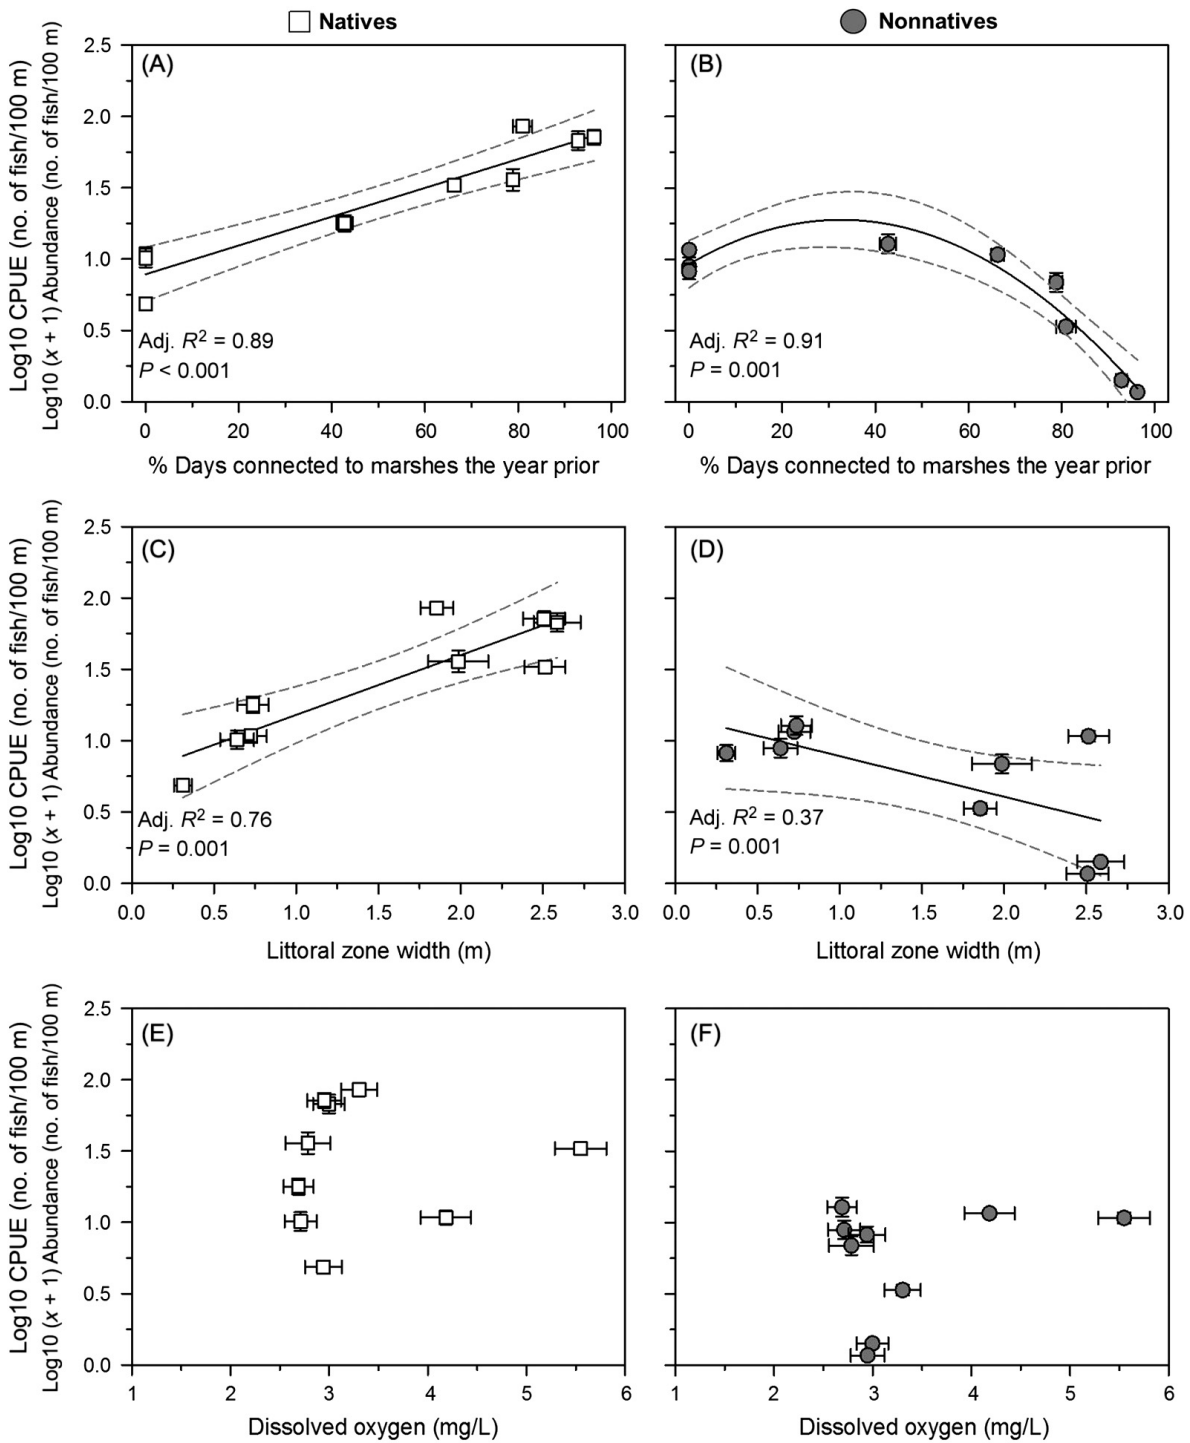 Natives
Nonnatives
Log10 CPUE (no. of fish/100 m)
Log10 (x + 1) Abundance (no. of fish/100 m)
2.5
2.0
1.5
1.0
0.5
0.0
(A)
Adj. R² = 0.89
P < 0.001
0 20 40 60 80 100
% Days connected to marshes the year prior
(B)
Adj. R² = 0.91
P = 0.001
0 20 40 60 80 100
% Days connected to marshes the year prior
Log10 CPUE (no. of fish/100 m)
Log10 (x + 1) Abundance (no. of fish/100 m)
2.5
2.0
1.5
1.0
0.5
0.0
(C)
Adj. R² = 0.76
P = 0.001
0.0 0.5 1.0 1.5 2.0 2.5 3.0
Littoral zone width (m)
(D)
Adj. R² = 0.37
P = 0.001
0.0 0.5 1.0 1.5 2.0 2.5 3.0
Littoral zone width (m)
Log10 CPUE (no. of fish/100 m)
Log10 (x + 1) Abundance (no. of fish/100 m)
2.5
2.0
1.5
1.0
0.5
0.0
(E)
1 2 3 4 5 6
Dissolved oxygen (mg/L)
(F)
1 2 3 4 5 6
Dissolved oxygen (mg/L)